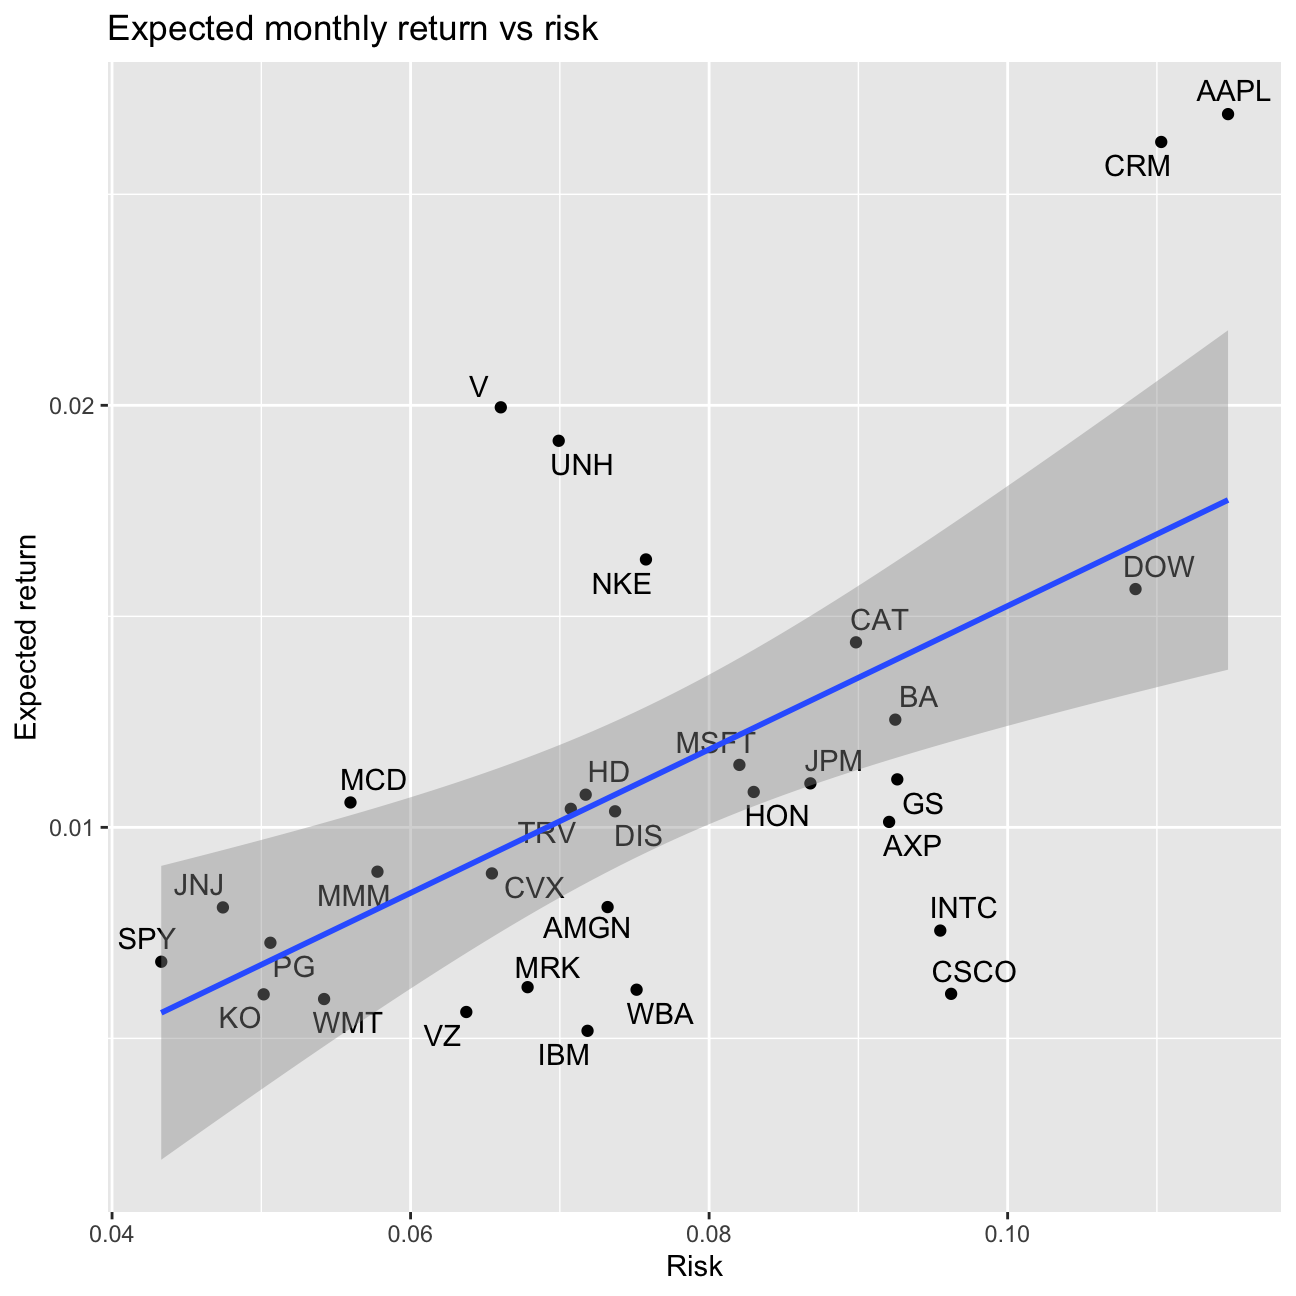 Expected monthly return vs risk
AAPL
CRM
V
UNH
NKE
DOW
CAT
BA
MSFT
JPM
HD
MCD
GS
HON
TRV
DIS
AXP
JNJ
CVX
MMM
INTC
AMGN
SPY
PG
MRK
CSCO
WBA
KO
WMT
VZ
IBM
0.02
0.01
Expected return
0.04
0.06
0.08
0.10
Risk